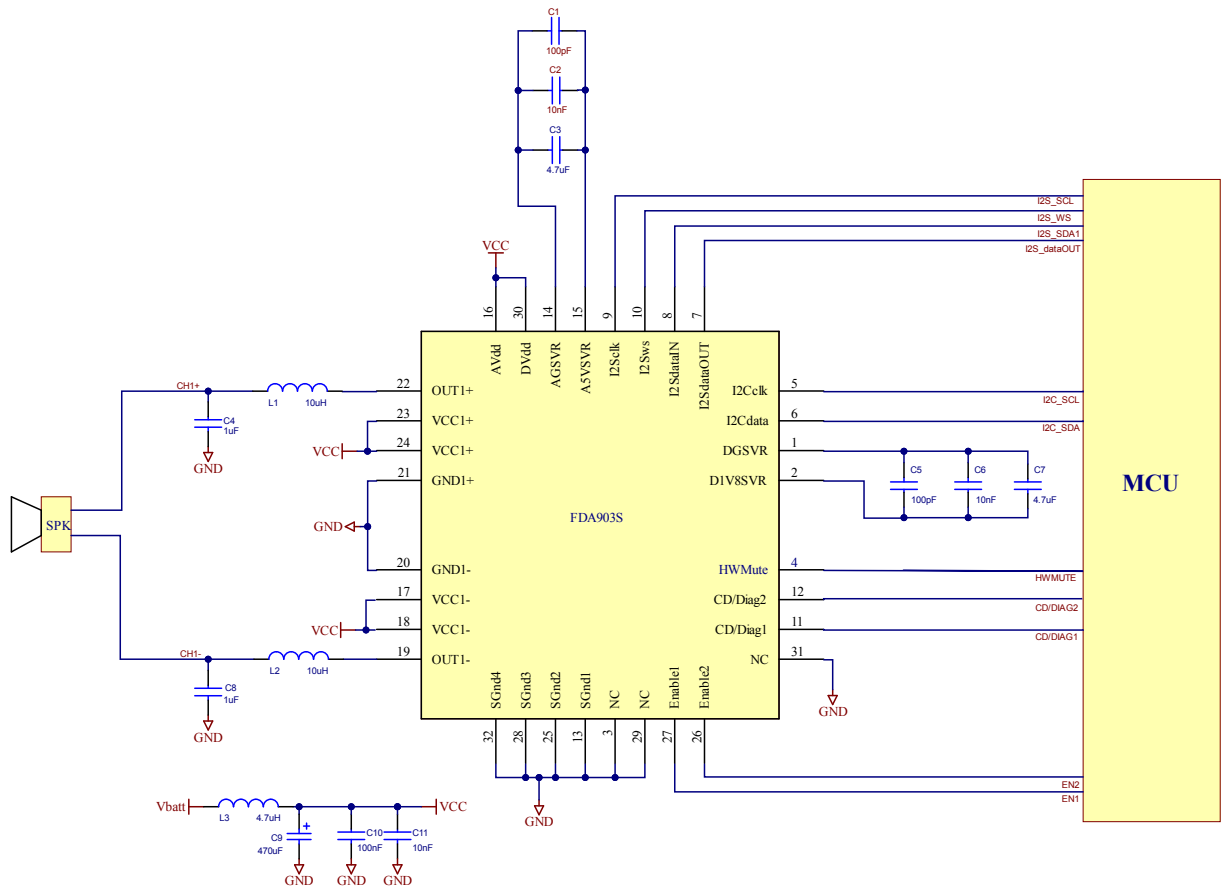 C1
100pF
C2
10nF
C3
4.7uF
I2S_SCL
I2S_WS
I2S_SDA1
I2S_dataOUT
VCC
16
30
14
15
9
10
8
7
AVdd
DVdd
AGSVR
A5VSVR
I2Sclk
I2Sws
I2SdataIN
I2SdataOUT
CH1+
L1
10uH
22
OUT1+
I2Cclk
5
I2C_SCL
C4
1uF
GND
23
VCC1+
I2Cdata
6
I2C_SDA
VCC
24
VCC1+
DGSVR
1
21
GND1+
D1V8SVR
2
C5
100pF
C6
10nF
C7
4.7uF
MCU
SPK
GND
FDA903S
20
GND1-
HWMute
4
HWMUTE
17
VCC1-
CD/Diag2
12
CD/DIAG2
VCC
18
VCC1-
CD/Diag1
11
CD/DIAG1
CH1-
L2
10uH
19
OUT1-
NC
31
GND
C8
1uF
GND
SGnd4
SGnd3
SGnd2
SGnd1
NC
NC
Enable1
Enable2
32
28
25
13
3
29
27
26
GND
EN2
EN1
Vbatt
L3
4.7uH
VCC
C9
470uF
C10
100nF
C11
10nF
GND
GND
GND